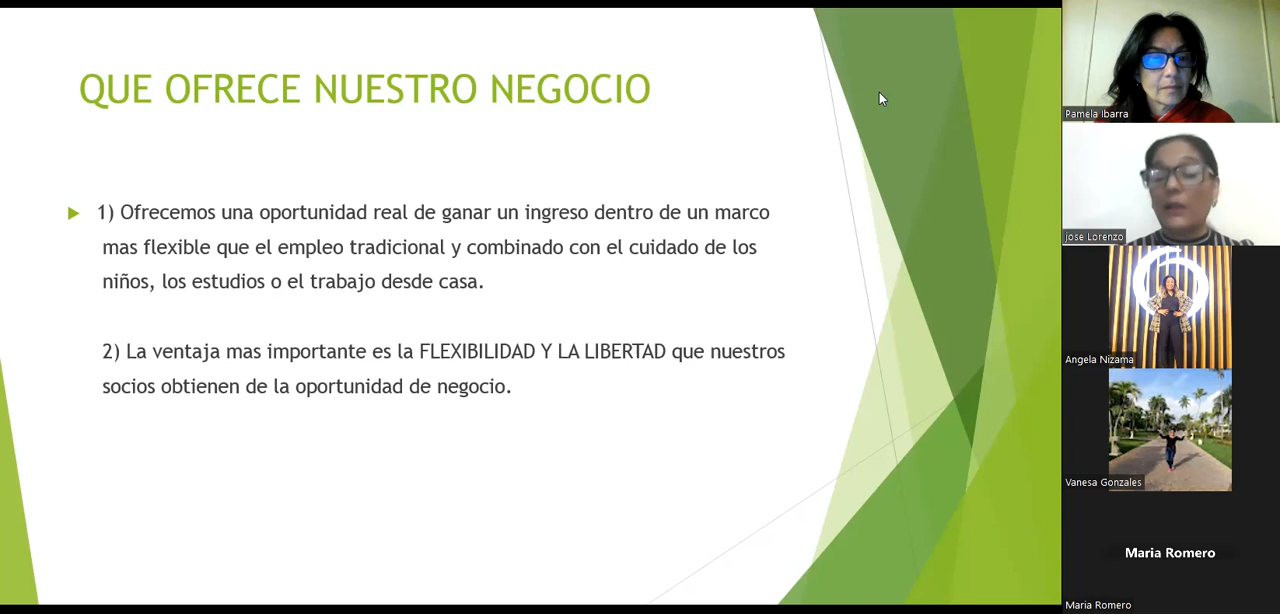 QUE OFRECE NUESTRO NEGOCIO
1) Ofrecemos una oportunidad real de ganar un ingreso dentro de un marco
mas flexible que el empleo tradicional y combinado con el cuidado de los
niños, los estudios o el trabajo desde casa.
2) La ventaja mas importante es la FLEXIBILIDAD Y LA LIBERTAD que nuestros
socios obtienen de la oportunidad de negocio.
Pamela Ibarra
jose Lorenzo
Angela Nizama
Vanesa Gonzales
Maria Romero
Maria Romero